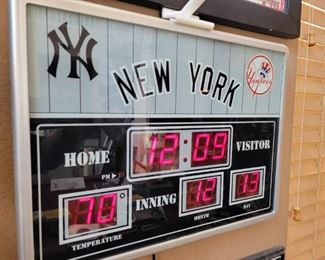 NY
NEW YORK
Yankees
HOME 12:09 VISITOR
PM
70° INNING 12 13
TEMPERATURE MONTH DAY